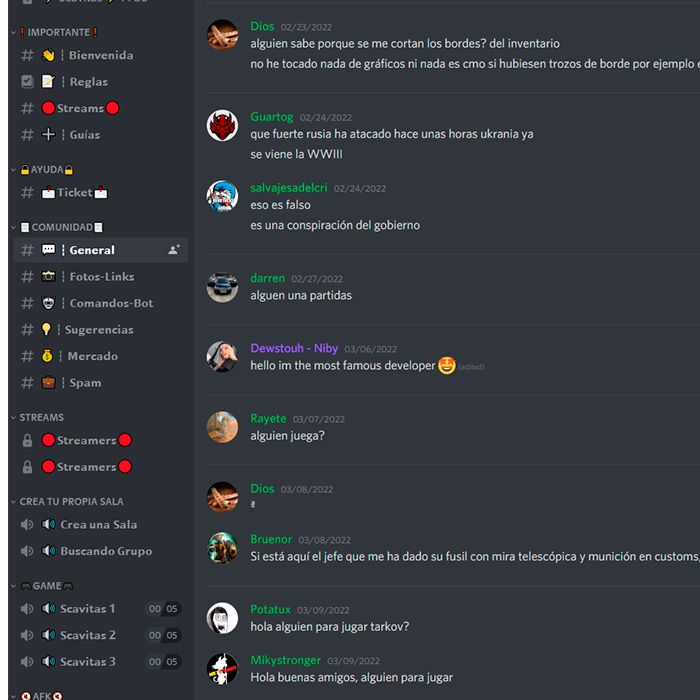 IMPORTANTE
Bienvenida
Reglas
Streams
Guías
AYUDA
Ticket
COMUNIDAD
General
Fotos-Links
Comandos-Bot
Sugerencias
Mercado
Spam
STREAMS
Streamers
Streamers
CREA TU PROPIA SALA
Crea una Sala
Buscando Grupo
GAME
Scavitas 1 00 05
Scavitas 2 00 05
Scavitas 3 00 05
AFK
Dios 02/23/2022
alguien sabe porque se me cortan los bordes? del inventario
no he tocado nada de gráficos ni nada es cmo si hubiesen trozos de borde por ejemplo
Guartog 02/24/2022
que fuerte rusia ha atacado hace unas horas ukrania ya
se viene la WWIII
salvajesadelcri 02/24/2022
eso es falso
es una conspiración del gobierno
darren 02/27/2022
alguen una partidas
Dewstouh - Niby 03/06/2022
hello im the most famous developer (edited)
Rayete 03/07/2022
alguien juega?
Dios 03/08/2022
Bruenor 03/08/2022
Si está aquí el jefe que me ha dado su fusil con mira telescópica y munición en customs,
Potatux 03/09/2022
hola alguien para jugar tarkov?
Mikystronger 03/09/2022
Hola buenas amigos, alguien para jugar